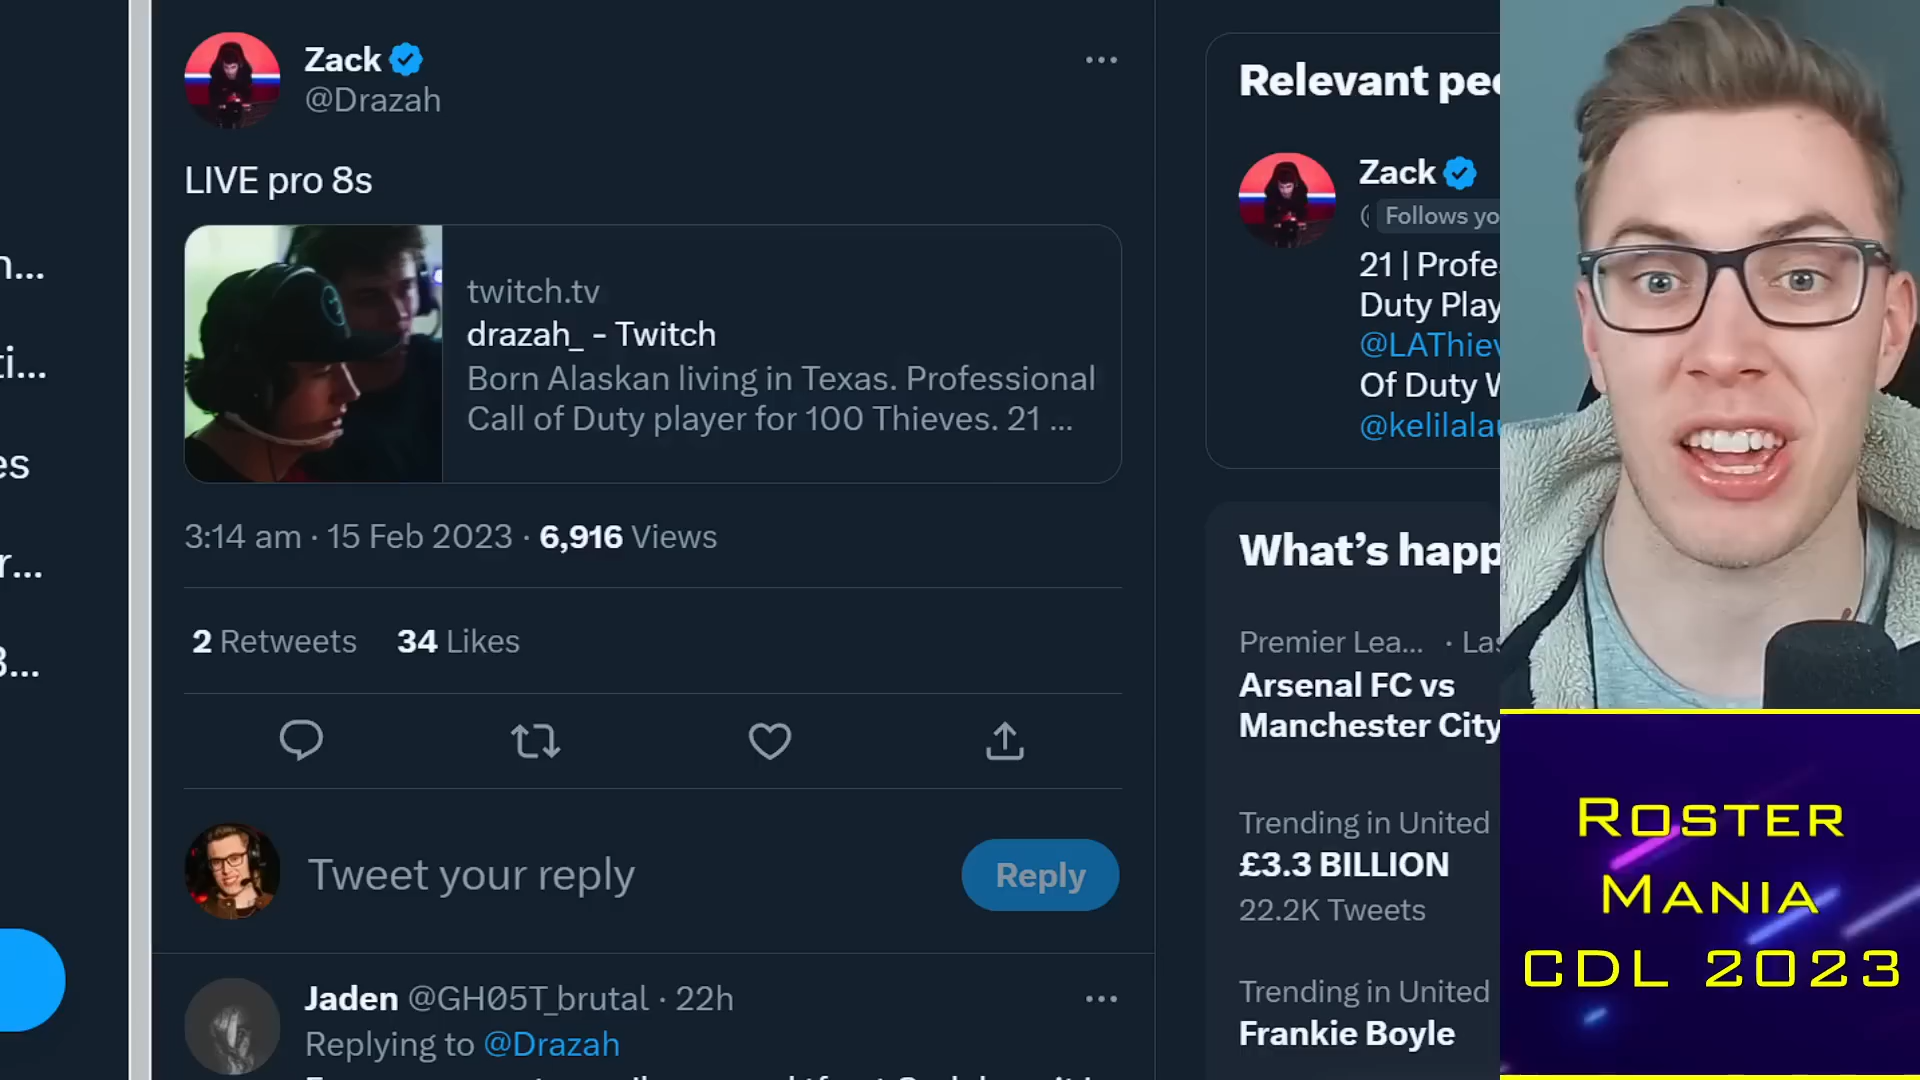 Zack
@Drazah
LIVE pro 8s
twitch.tv
drazah_ - Twitch
Born Alaskan living in Texas. Professional
Call of Duty player for 100 Thieves. 21 ...
3:14 am · 15 Feb 2023 · 6,916 Views
2 Retweets 34 Likes
Tweet your reply
Reply
Jaden @GH05T_brutal · 22h
Replying to @Drazah
Relevant peo
Zack
Follows yo
21 | Profes
Duty Play
@LAThiev
Of Duty W
@kelilalau
What's happ
Premier Lea... · Las
Arsenal FC vs
Manchester City
Trending in United
£3.3 BILLION
22.2K Tweets
Trending in United
Frankie Boyle
ROSTER
MANIA
CDL 2023